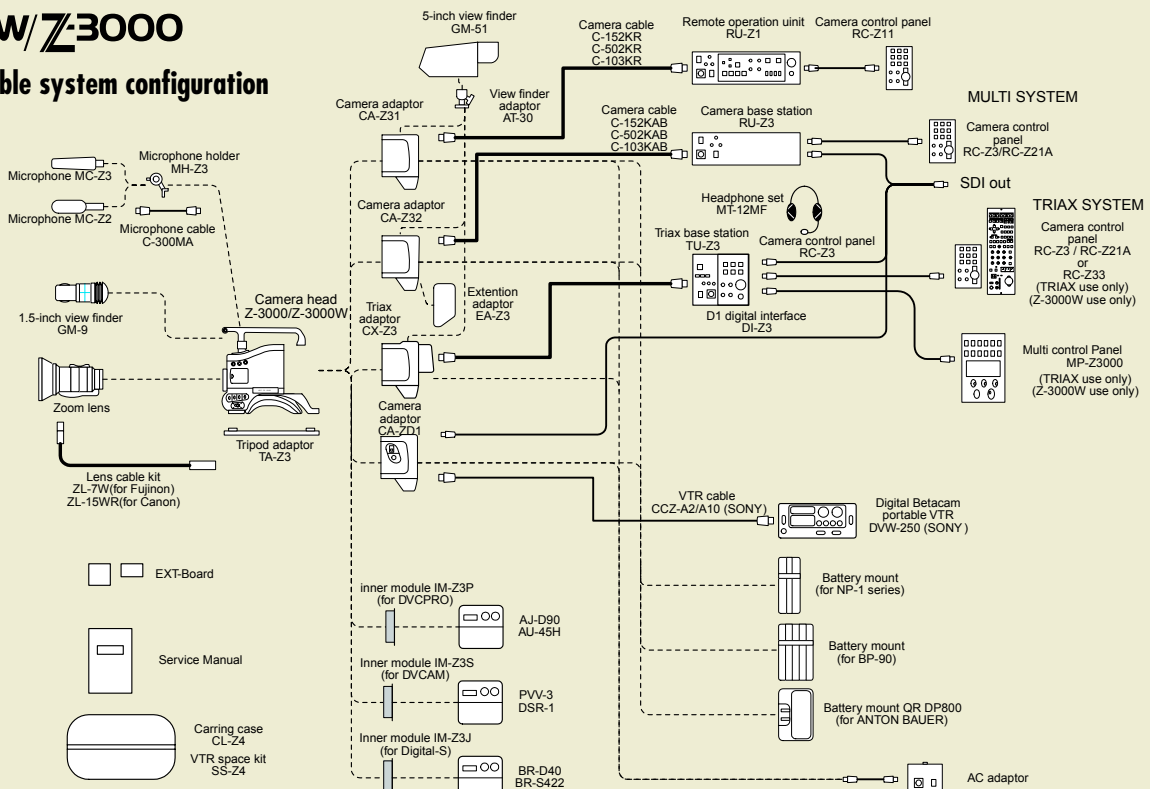 W/Z-3000
ble system configuration
5-inch view finder
GM-51
View finder
adaptor
AT-30
Camera cable
C-152KR
C-502KR
C-103KR
Remote operation uinit
RU-Z1
Camera control panel
RC-Z11
MULTI SYSTEM
Camera adaptor
CA-Z31
Camera cable
C-152KAB
C-502KAB
C-103KAB
Camera base station
RU-Z3
Camera control
panel
RC-Z3/RC-Z21A
SDI out
Microphone MC-Z3
Microphone holder
MH-Z3
Microphone MC-Z2
Microphone cable
C-300MA
Camera adaptor
CA-Z32
Headphone set
MT-12MF
Triax base station
TU-Z3
Camera control panel
RC-Z3
TRIAX SYSTEM
Camera control
panel
RC-Z3 / RC-Z21A
or
RC-Z33
(TRIAX use only)
(Z-3000W use only)
1.5-inch view finder
GM-9
Camera head
Z-3000/Z-3000W
Triax
adaptor
CX-Z3
Extention
adaptor
EA-Z3
D1 digital interface
DI-Z3
Multi control Panel
MP-Z3000
(TRIAX use only)
(Z-3000W use only)
Zoom lens
Camera
adaptor
CA-ZD1
Tripod adaptor
TA-Z3
Lens cable kit
ZL-7W(for Fujinon)
ZL-15WR(for Canon)
VTR cable
CCZ-A2/A10 (SONY)
Digital Betacam
portable VTR
DVW-250 (SONY )
EXT-Board
inner module IM-Z3P
(for DVCPRO)
AJ-D90
AU-45H
Battery mount
(for NP-1 series)
Service Manual
Inner module IM-Z3S
(for DVCAM)
PVV-3
DSR-1
Battery mount
(for BP-90)
Battery mount QR DP800
(for ANTON BAUER)
Carring case
CL-Z4
VTR space kit
SS-Z4
Inner module IM-Z3J
(for Digital-S)
BR-D40
BR-S422
AC adaptor